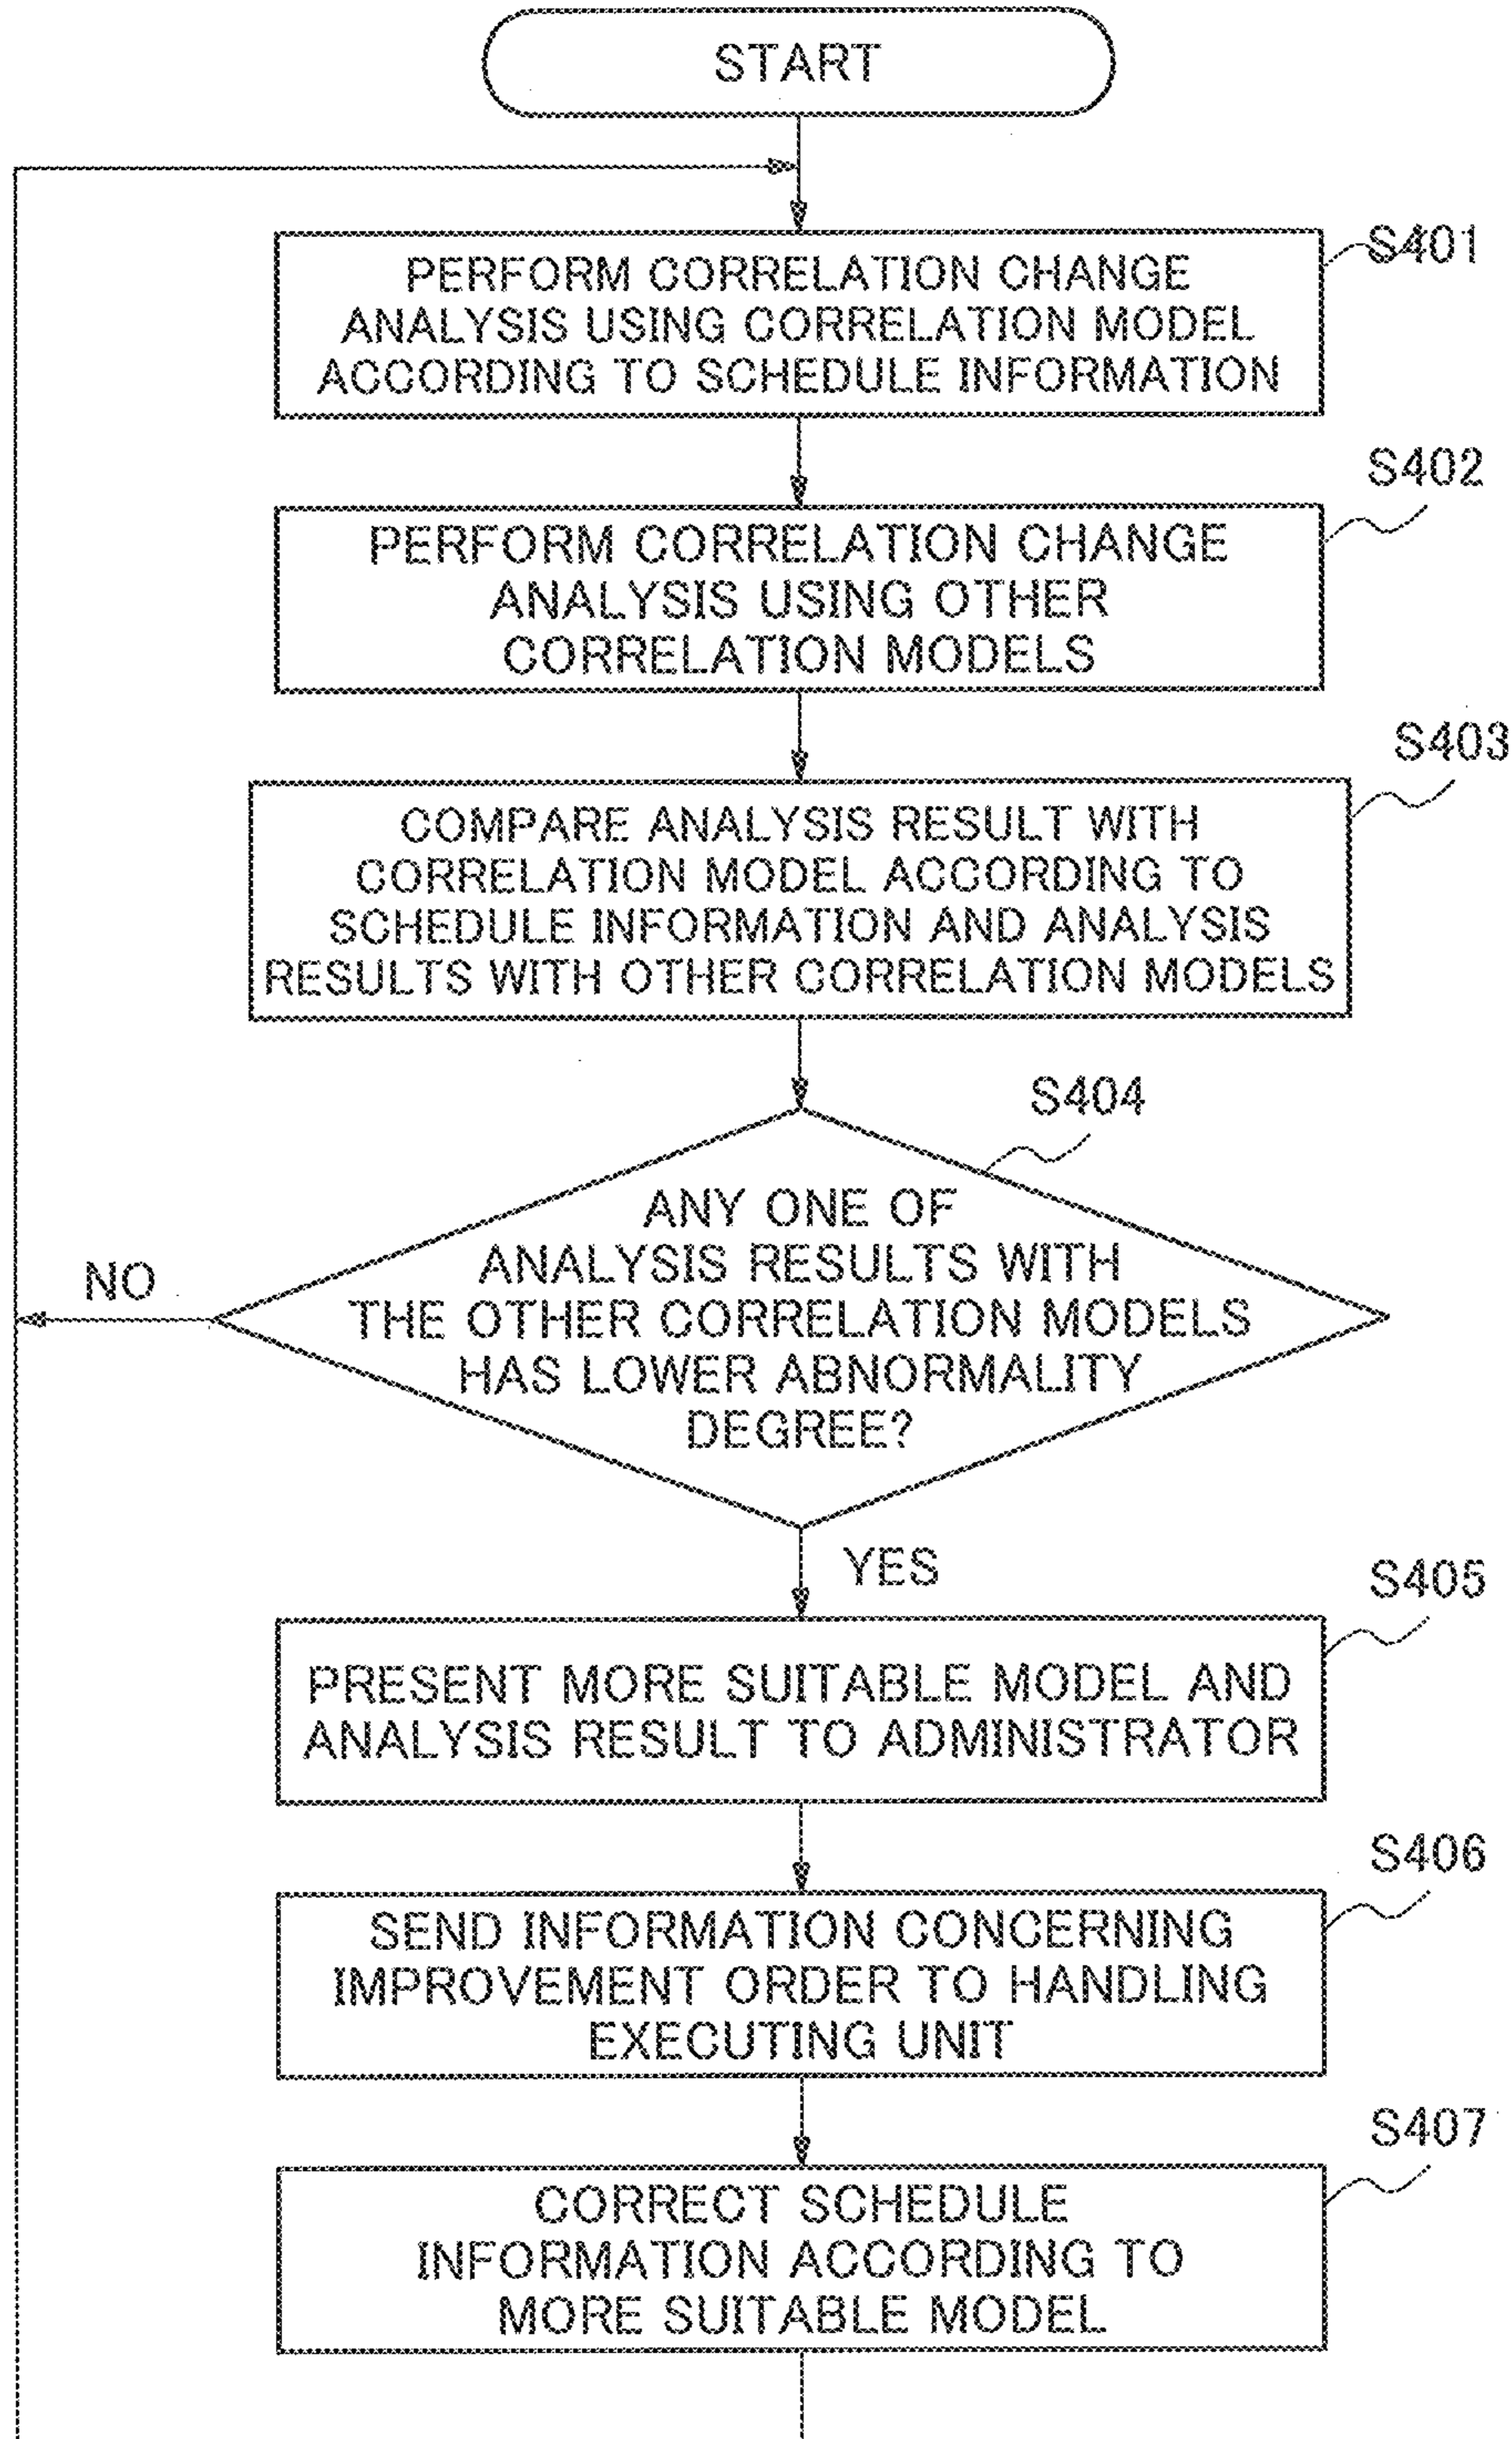 START
S401
PERFORM CORRELATION CHANGE
ANALYSIS USING CORRELATION MODEL
ACCORDING TO SCHEDULE INFORMATION
S402
PERFORM CORRELATION CHANGE
ANALYSIS USING OTHER
CORRELATION MODELS
S403
COMPARE ANALYSIS RESULT WITH
CORRELATION MODEL ACCORDING TO
SCHEDULE INFORMATION AND ANALYSIS
RESULTS WITH OTHER CORRELATION MODELS
S404
ANY ONE OF
ANALYSIS RESULTS WITH
THE OTHER CORRELATION MODELS
HAS LOWER ABNORMALITY
DEGREE?
NO
YES
S405
PRESENT MORE SUITABLE MODEL AND
ANALYSIS RESULT TO ADMINISTRATOR
S406
SEND INFORMATION CONCERNING
IMPROVEMENT ORDER TO HANDLING
EXECUTING UNIT
S407
CORRECT SCHEDULE
INFORMATION ACCORDING TO
MORE SUITABLE MODEL